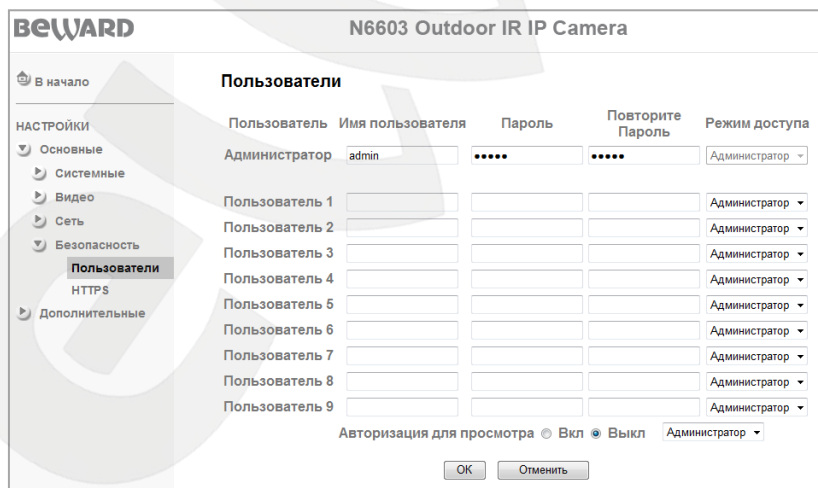 BEWARD
N6603 Outdoor IR IP Camera
В начало
НАСТРОЙКИ
Основные
Системные
Видео
Сеть
Безопасность
Пользователи
HTTPS
Дополнительные
Пользователи
Пользователь Имя пользователя Пароль Повторите Пароль Режим доступа
Администратор admin ••••• ••••• Администратор
Пользователь 1 Администратор
Пользователь 2 Администратор
Пользователь 3 Администратор
Пользователь 4 Администратор
Пользователь 5 Администратор
Пользователь 6 Администратор
Пользователь 7 Администратор
Пользователь 8 Администратор
Пользователь 9 Администратор
Авторизация для просмотра Вкл Выкл Администратор
OK Отменить